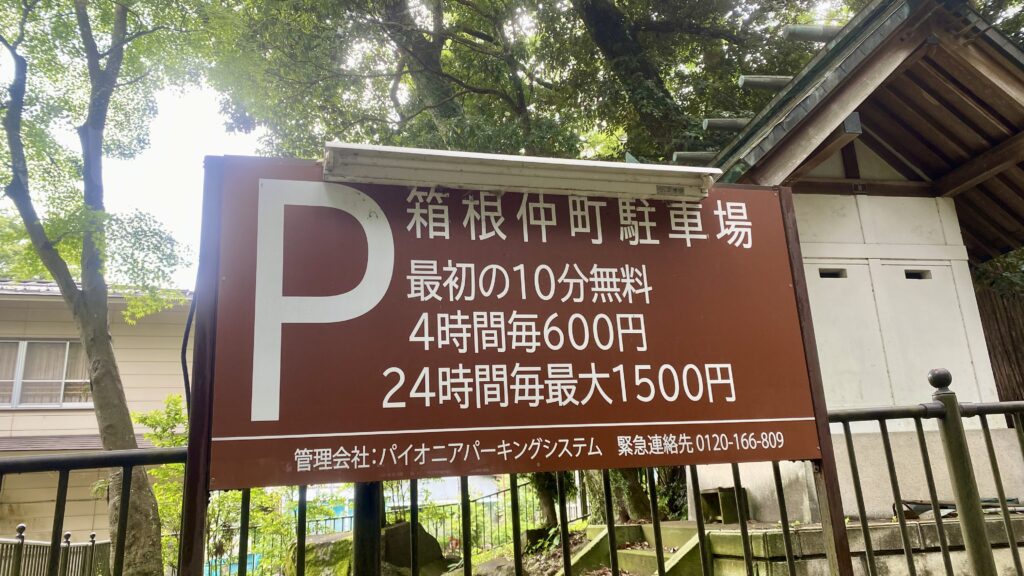 P
箱根仲町駐車場
最初の10分無料
4時間毎600円
24時間毎最大1500円
管理会社:パイオニアパーキングシステム 緊急連絡先 0120-166-809